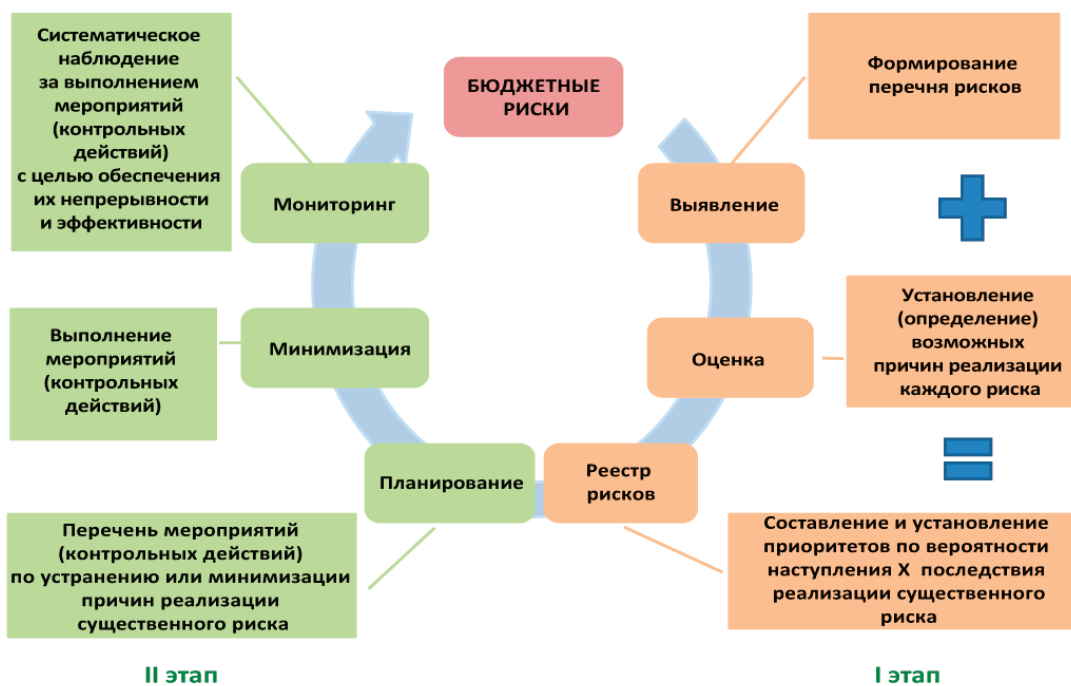 БЮДЖЕТНЫЕ
РИСКИ
Формирование
перечня рисков
Выявление
Установление
(определение)
возможных
причин реализации
каждого риска
Оценка
Реестр
рисков
Составление и установление
приоритетов по вероятности
наступления X последствия
реализации существенного
риска
I этап
Планирование
Перечень мероприятий
(контрольных действий)
по устранению или минимизации
причин реализации
существенного риска
Минимизация
Выполнение
мероприятий
(контрольных
действий)
Мониторинг
Систематическое
наблюдение
за выполнением
мероприятий
(контрольных
действий)
с целью обеспечения
их непрерывности
и эффективности
II этап